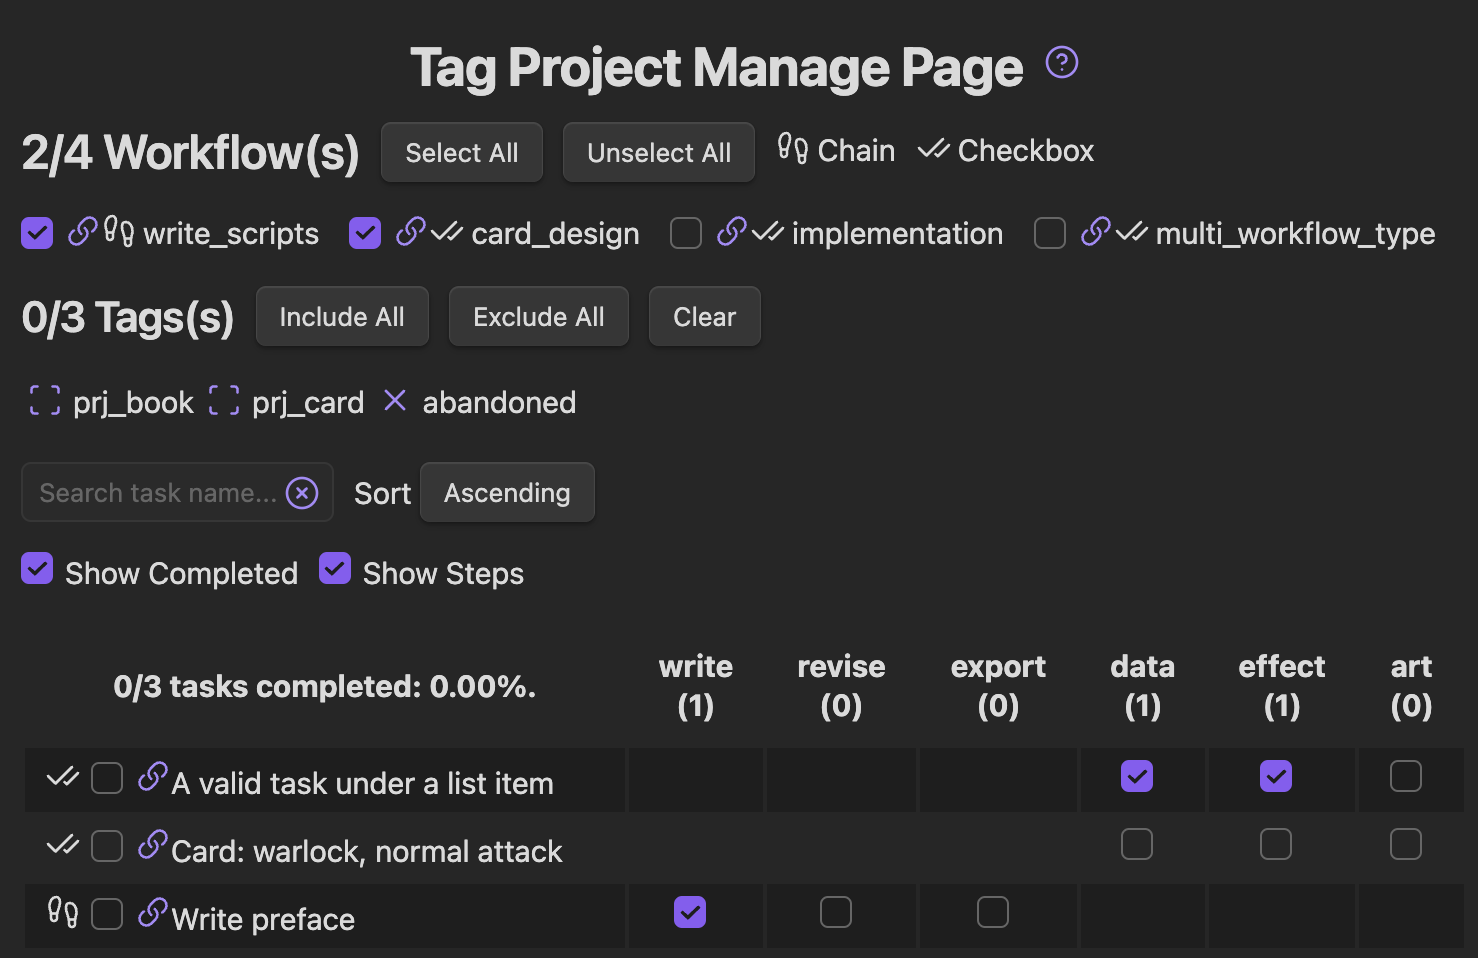 Tag Project Manage Page
2/4 Workflow(s) Select All Unselect All Chain Checkbox
write_scripts card_design implementation multi_workflow_type
0/3 Tags(s) Include All Exclude All Clear
prj_book prj_card abandoned
Search task name... Sort Ascending
Show Completed Show Steps
0/3 tasks completed: 0.00%. write (1) revise (0) export (0) data (1) effect (1) art (0)
A valid task under a list item
Card: warlock, normal attack
Write preface